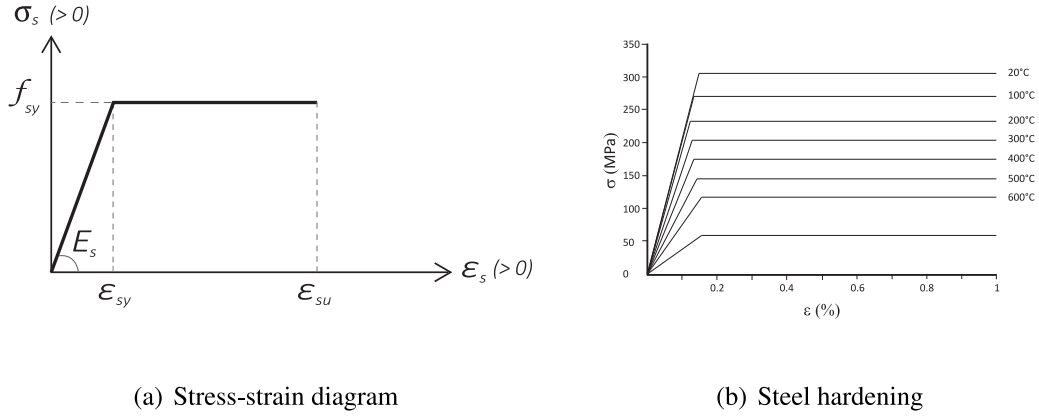 σs (> 0)
fsy
Es
εsy
εsu
εs (> 0)
350
300
250
200
150
100
50
0
σ (MPa)
20°C
100°C
200°C
300°C
400°C
500°C
600°C
0.2
0.4
0.6
0.8
1
ε (%)
(a) Stress-strain diagram
(b) Steel hardening